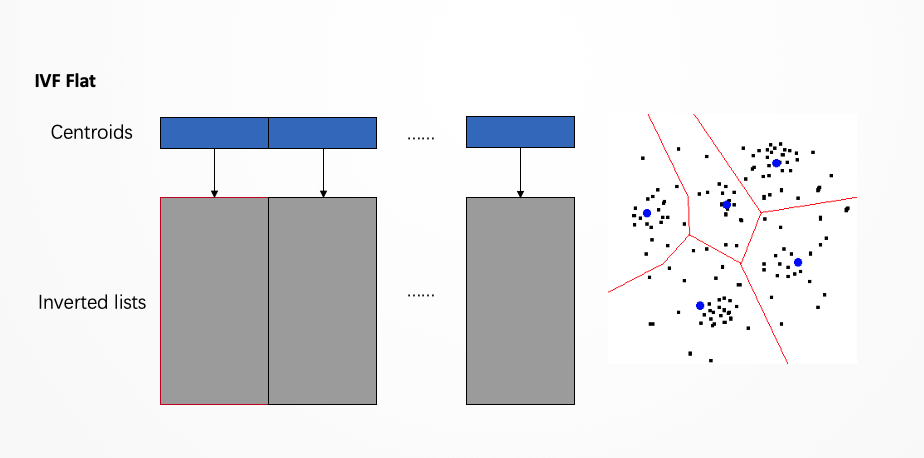 IVF Flat
Centroids
......
Inverted lists
......